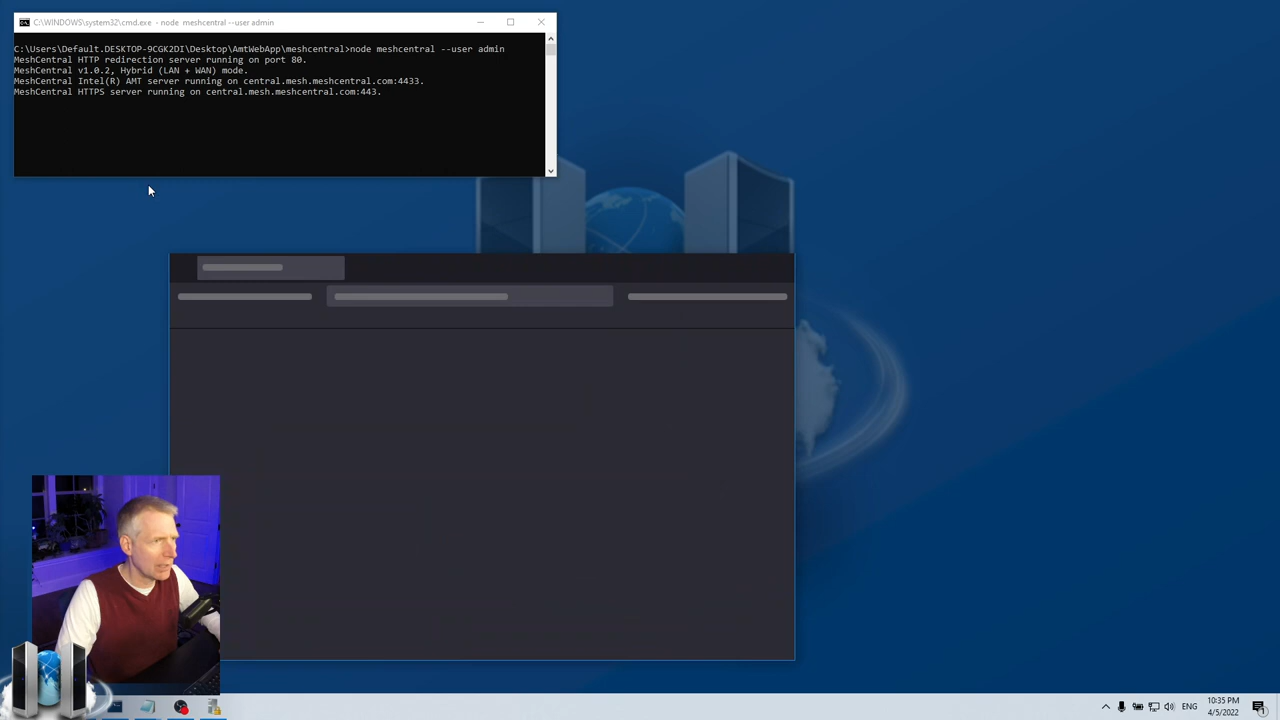 C:\WINDOWS\system32\cmd.exe - node meshcentral --user admin
C:\Users\Default.DESKTOP-9CGK2DI\Desktop\AmtWebApp\meshcentral>node meshcentral --user admin
MeshCentral HTTP redirection server running on port 80.
MeshCentral v1.0.2, Hybrid (LAN + WAN) mode.
MeshCentral Intel(R) AMT server running on central.mesh.meshcentral.com:4433.
MeshCentral HTTPS server running on central.mesh.meshcentral.com:443.
ENG
10:35 PM
4/5/2022
1